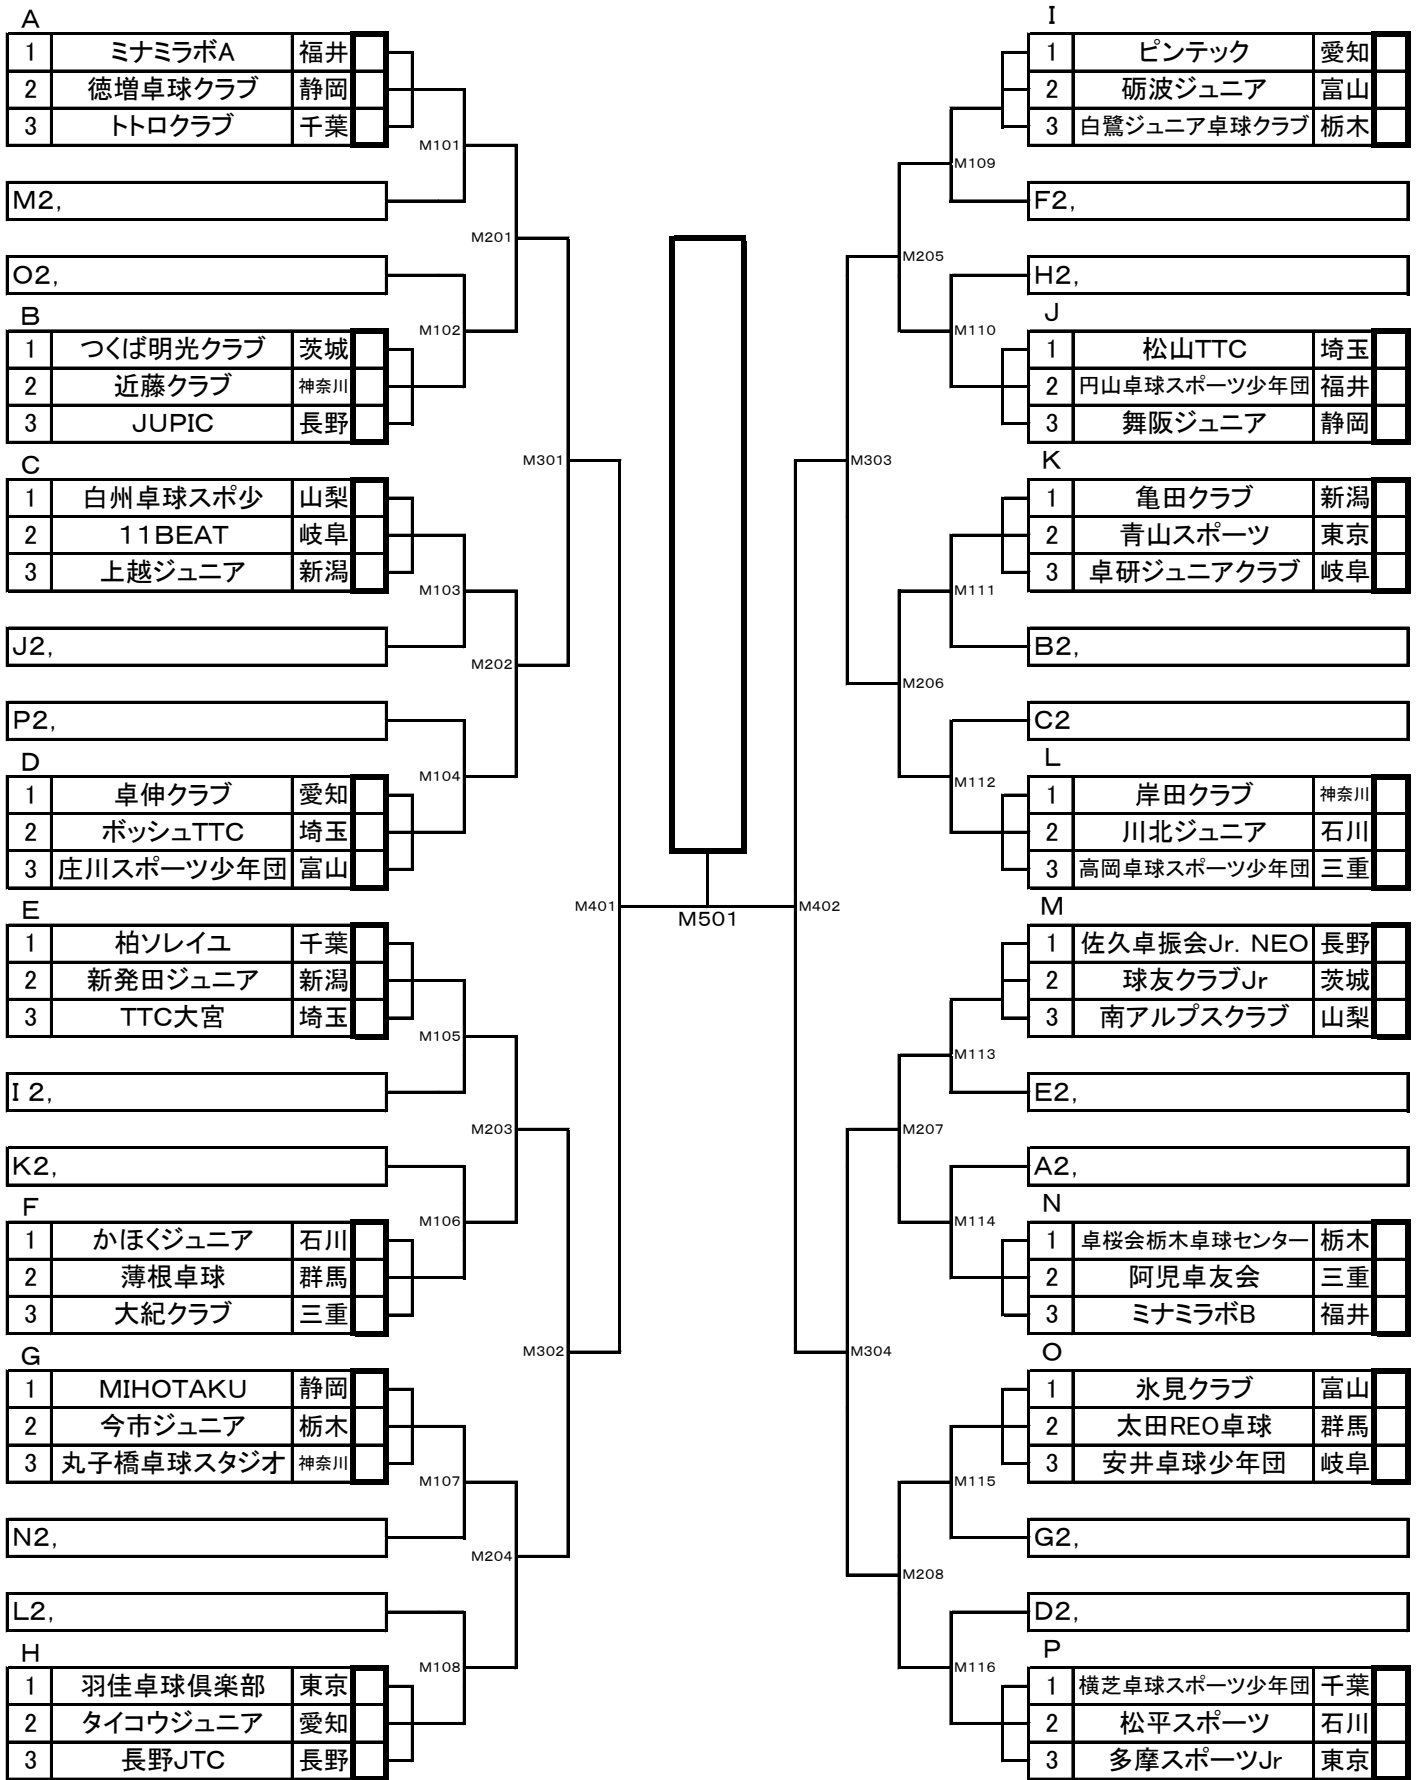 A
1 ミナミラボA 福井
2 徳増卓球クラブ 静岡
3 トトロクラブ 千葉
M101
M2,
M201
O2,
B
M102
1 つくば明光クラブ 茨城
2 近藤クラブ 神奈川
3 JUPIC 長野
M301
C
1 白州卓球スポ少 山梨
2 11BEAT 岐阜
3 上越ジュニア 新潟
M103
J2,
M202
P2,
D
M104
1 卓伸クラブ 愛知
2 ボッシュTTC 埼玉
3 庄川スポーツ少年団 富山
M401
E
1 柏ソレイユ 千葉
2 新発田ジュニア 新潟
3 TTC大宮 埼玉
M105
I 2,
M203
K2,
F
M106
1 かほくジュニア 石川
2 薄根卓球 群馬
3 大紀クラブ 三重
M302
G
1 MIHOTAKU 静岡
2 今市ジュニア 栃木
3 丸子橋卓球スタジオ 神奈川
M107
N2,
M204
L2,
H
M108
1 羽佳卓球倶楽部 東京
2 タイコウジュニア 愛知
3 長野JTC 長野
M501
I
1 ピンテック 愛知
2 砺波ジュニア 富山
3 白鷺ジュニア卓球クラブ 栃木
M109
F2,
M205
H2,
J
M110
1 松山TTC 埼玉
2 円山卓球スポーツ少年団 福井
3 舞阪ジュニア 静岡
M303
K
1 亀田クラブ 新潟
2 青山スポーツ 東京
3 卓研ジュニアクラブ 岐阜
M111
B2,
M206
C2
L
M112
1 岸田クラブ 神奈川
2 川北ジュニア 石川
3 高岡卓球スポーツ少年団 三重
M402
M
1 佐久卓振会Jr. NEO 長野
2 球友クラブJr 茨城
3 南アルプスクラブ 山梨
M113
E2,
M207
A2,
N
M114
1 卓桜会栃木卓球センター 栃木
2 阿児卓友会 三重
3 ミナミラボB 福井
M304
O
1 氷見クラブ 富山
2 太田REO卓球 群馬
3 安井卓球少年団 岐阜
M115
G2,
M208
D2,
P
M116
1 横芝卓球スポーツ少年団 千葉
2 松平スポーツ 石川
3 多摩スポーツJr 東京